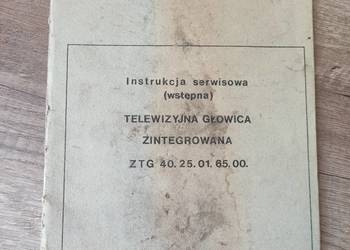 Instrukcja serwisowa
(wstępna)
TELEWIZYJNA GŁOWICA
ZINTEGROWANA
ZTG 40.25.01.65.00.